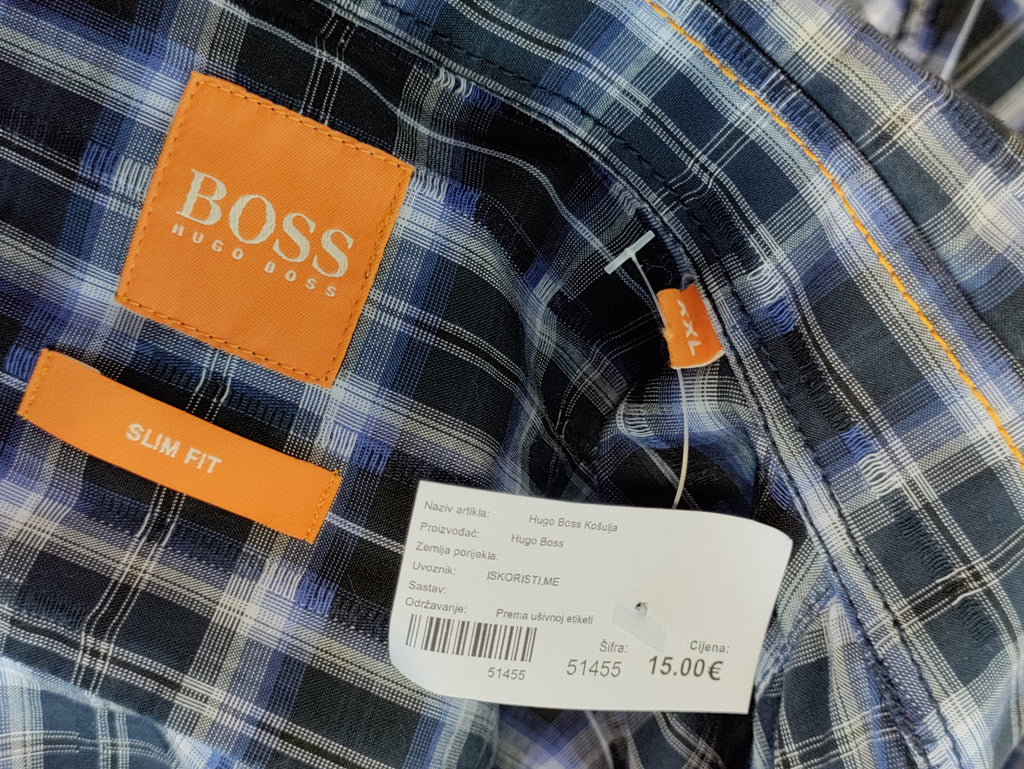 BOSS
HUGO BOSS
SLIM FIT
XXL
Naziv artikla: Hugo Boss Košulja
Proizvođač: Hugo Boss
Zemlja porijekla:
Uvoznik: ISKORISTI.ME
Sastav:
Održavanje: Prema ušivnoj etiketi
51455
Šifra:
51455
Cijena:
15.00€